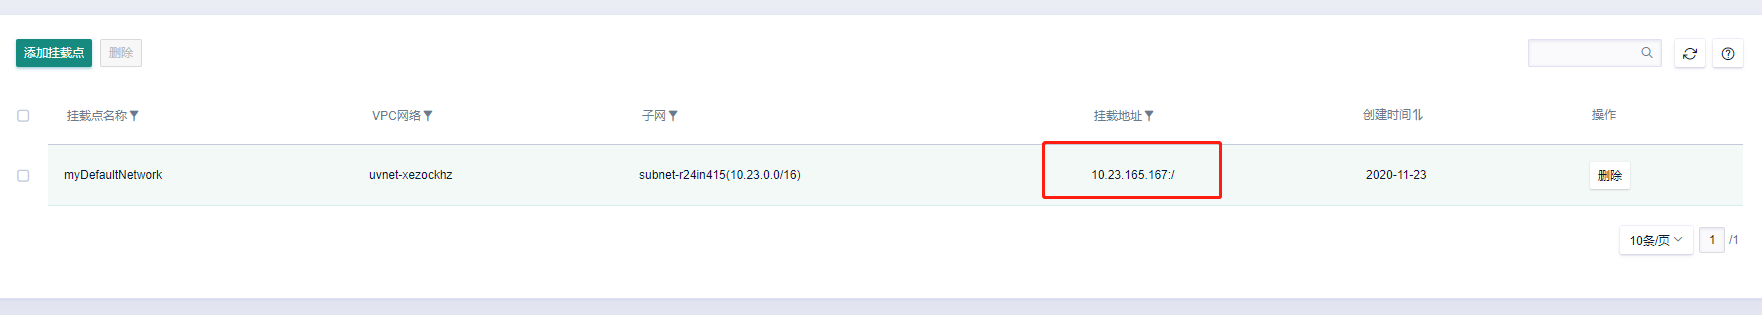 添加挂载点 删除
挂载点名称 VPC网络 子网 挂载地址 创建时间 操作
myDefaultNetwork uvnet-xezockhz subnet-r24in415(10.23.0.0/16) 10.23.165.167:/ 2020-11-23 删除
10条/页 1 /1